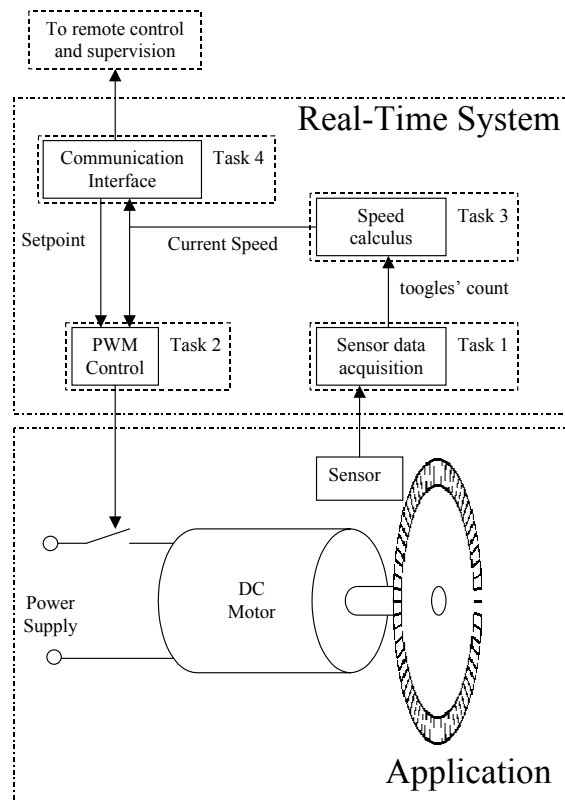 To remote control
and supervision
Real-Time System
Communication
Interface
Task 4
Speed
calculus
Task 3
Setpoint
Current Speed
toogles' count
PWM
Control
Task 2
Sensor data
acquisition
Task 1
Sensor
DC
Motor
Power
Supply
Application